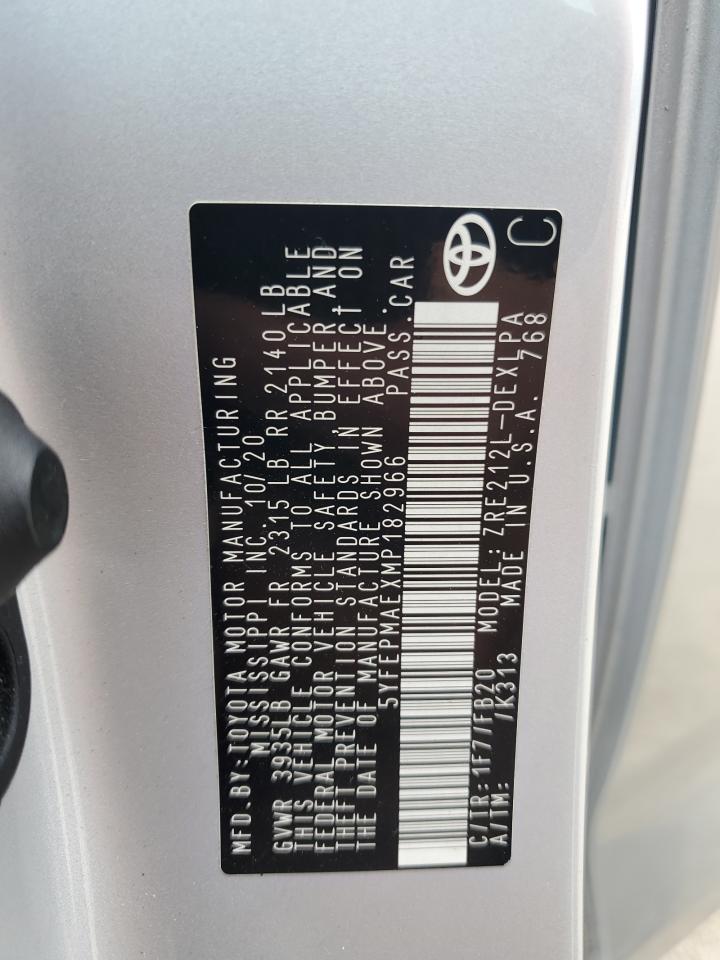 MFD.BY:TOYOTA MOTOR MANUFACTURING
MISSISSIPPI INC. 10/20
GVWR 3935LB GAWR FR 2315 LB RR 2140 LB
THIS VEHICLE CONFORMS TO ALL APPLICABLE
FEDERAL MOTOR VEHICLE SAFETY, BUMPER, AND
THEFT PREVENTION STANDARDS IN EFFECT ON
THE DATE OF MANUFACTURE SHOWN ABOVE.
5YFEPMAEXMP182966 PASS.CAR
C/TR:1F7/FB20 MODEL:ZRE212L-DEXLPA
A/TM: /K313 MADE IN U.S.A. 768
C